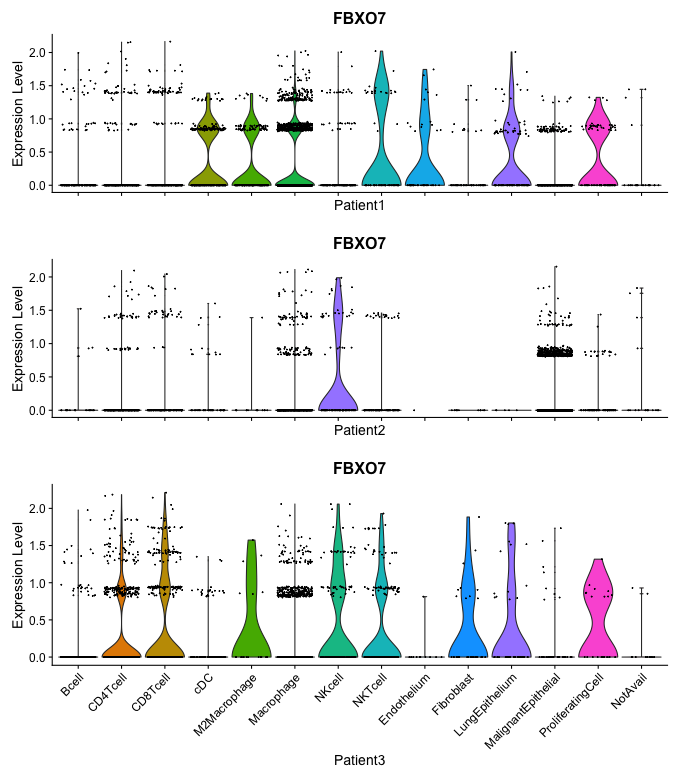 FBXO7
Expression Level
2.0
1.5
1.0
0.5
0.0
Patient1
FBXO7
Expression Level
2.0
1.5
1.0
0.5
0.0
Patient2
FBXO7
Expression Level
2.0
1.5
1.0
0.5
0.0
Bcell
CD4Tcell
CD8Tcell
cDC
M2Macrophage
Macrophage
NKcell
NKTcell
Endothelium
Fibroblast
LungEpithelium
MalignantEpithelial
ProliferatingCell
NotAvail
Patient3